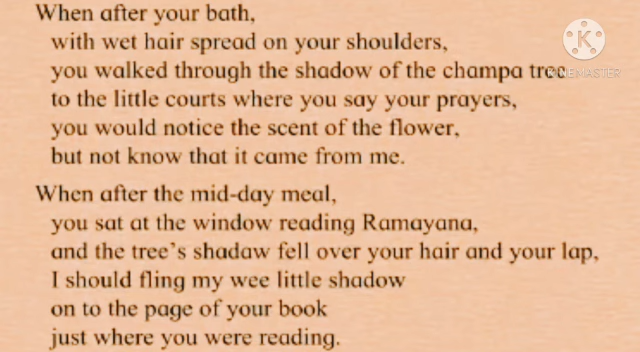 When after your bath,
with wet hair spread on your shoulders,
you walked through the shadow of the champa tree
to the little courts where you say your prayers,
you would notice the scent of the flower,
but not know that it came from me.
When after the mid-day meal,
you sat at the window reading Ramayana,
and the tree's shadaw fell over your hair and your lap,
I should fling my wee little shadow
on to the page of your book
just where you were reading.
K
KINEMASTER